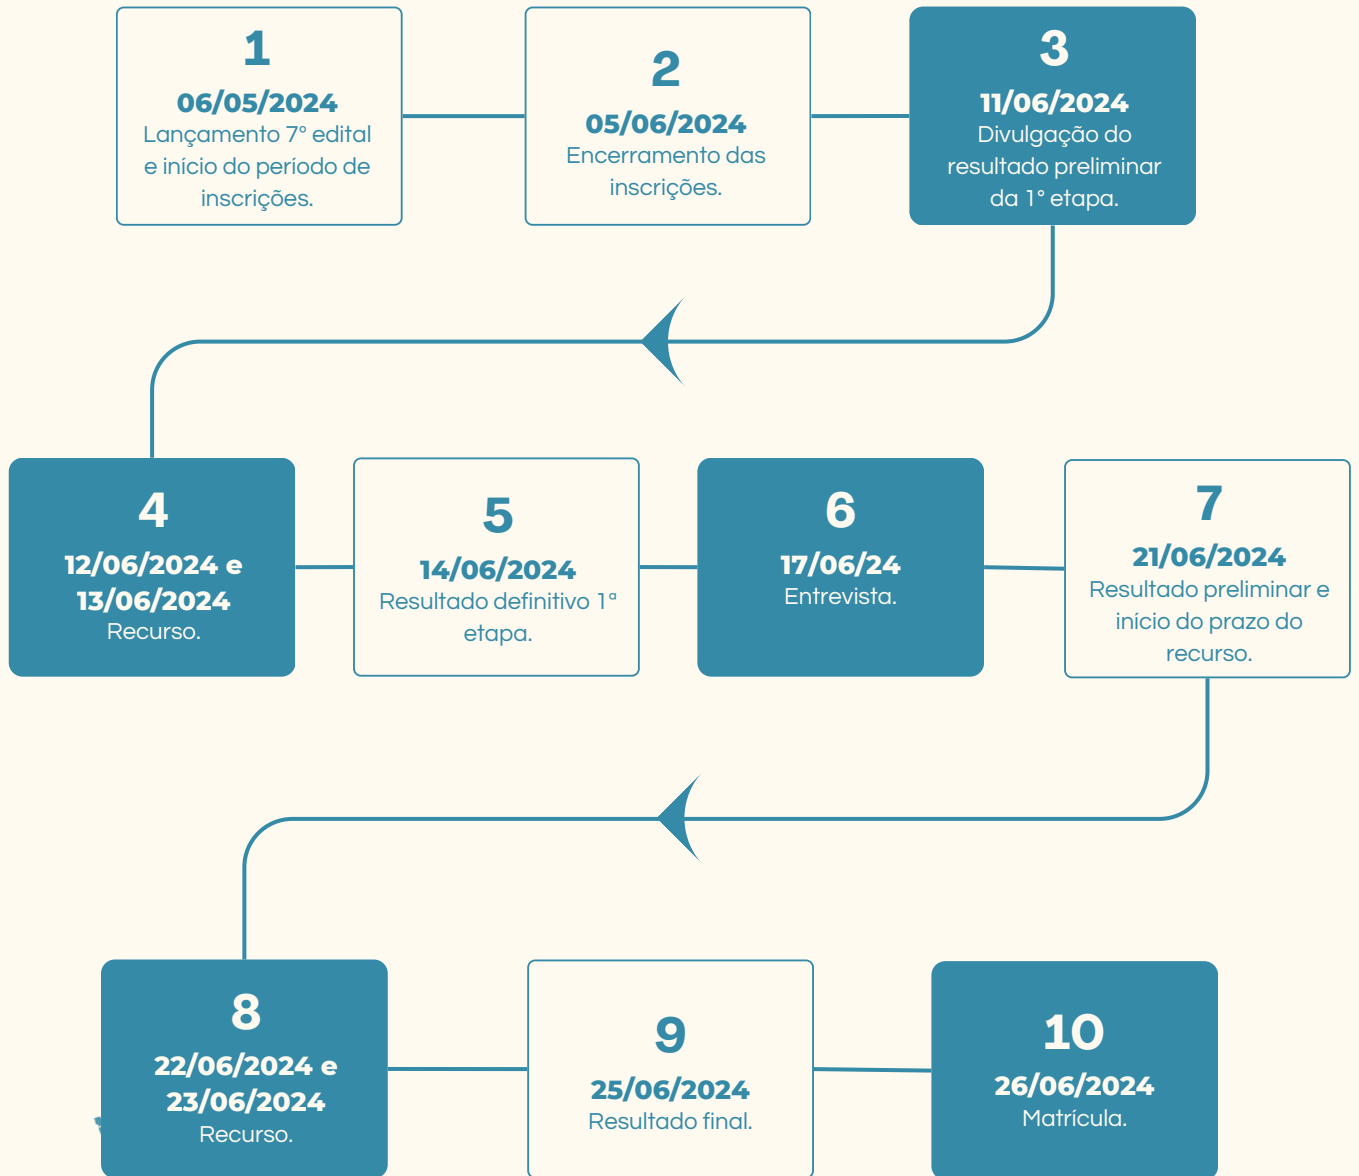 1
06/05/2024
Lançamento 7º edital
e início do período de
inscrições.
2
05/06/2024
Encerramento das
inscrições.
3
11/06/2024
Divulgação do
resultado preliminar
da 1° etapa.
4
12/06/2024 e
13/06/2024
Recurso.
5
14/06/2024
Resultado definitivo 1ª
etapa.
6
17/06/24
Entrevista.
7
21/06/2024
Resultado preliminar e
início do prazo do
recurso.
8
22/06/2024 e
23/06/2024
Recurso.
9
25/06/2024
Resultado final.
10
26/06/2024
Matrícula.